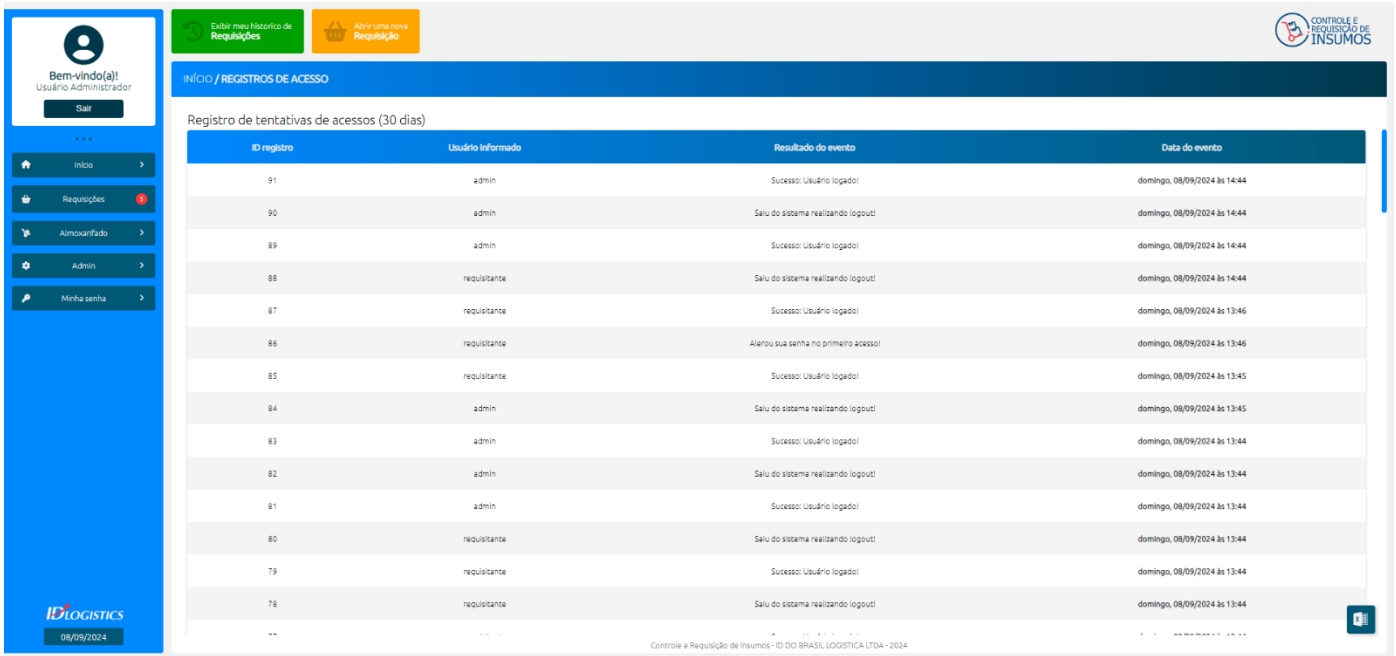 Bem-vindo(a)!
Usuário Administrador
Sair
Início
Requisições
5
Almoxarifado
Admin
Minha senha
ID LOGISTICS
08/09/2024
Exibir meu historico de
Requisições
Abrir uma nova
Requisição
CONTROLE E
REQUISIÇÃO DE
INSUMOS
INÍCIO / REGISTROS DE ACESSO
Registro de tentativas de acessos (30 dias)
ID registro Usuário Informado Resultado do evento Data do evento
91 admin Sucesso: Usuário logado! domingo, 08/09/2024 às 14:44
90 admin Saiu do sistema realizando logout! domingo, 08/09/2024 às 14:44
89 admin Sucesso: Usuário logado! domingo, 08/09/2024 às 14:44
88 requisitante Saiu do sistema realizando logout! domingo, 08/09/2024 às 14:44
87 requisitante Sucesso: Usuário logado! domingo, 08/09/2024 às 13:46
86 requisitante Alerou sua senha no primeiro acesso! domingo, 08/09/2024 às 13:46
85 requisitante Sucesso: Usuário logado! domingo, 08/09/2024 às 13:45
84 admin Saiu do sistema realizando logout! domingo, 08/09/2024 às 13:45
83 admin Sucesso: Usuário logado! domingo, 08/09/2024 às 13:44
82 admin Saiu do sistema realizando logout! domingo, 08/09/2024 às 13:44
81 admin Sucesso: Usuário logado! domingo, 08/09/2024 às 13:44
80 requisitante Saiu do sistema realizando logout! domingo, 08/09/2024 às 13:44
79 requisitante Sucesso: Usuário logado! domingo, 08/09/2024 às 13:44
78 requisitante Saiu do sistema realizando logout! domingo, 08/09/2024 às 13:44
Controle e Requisição de Insumos - ID DO BRASIL LOGISTICA LTDA - 2024